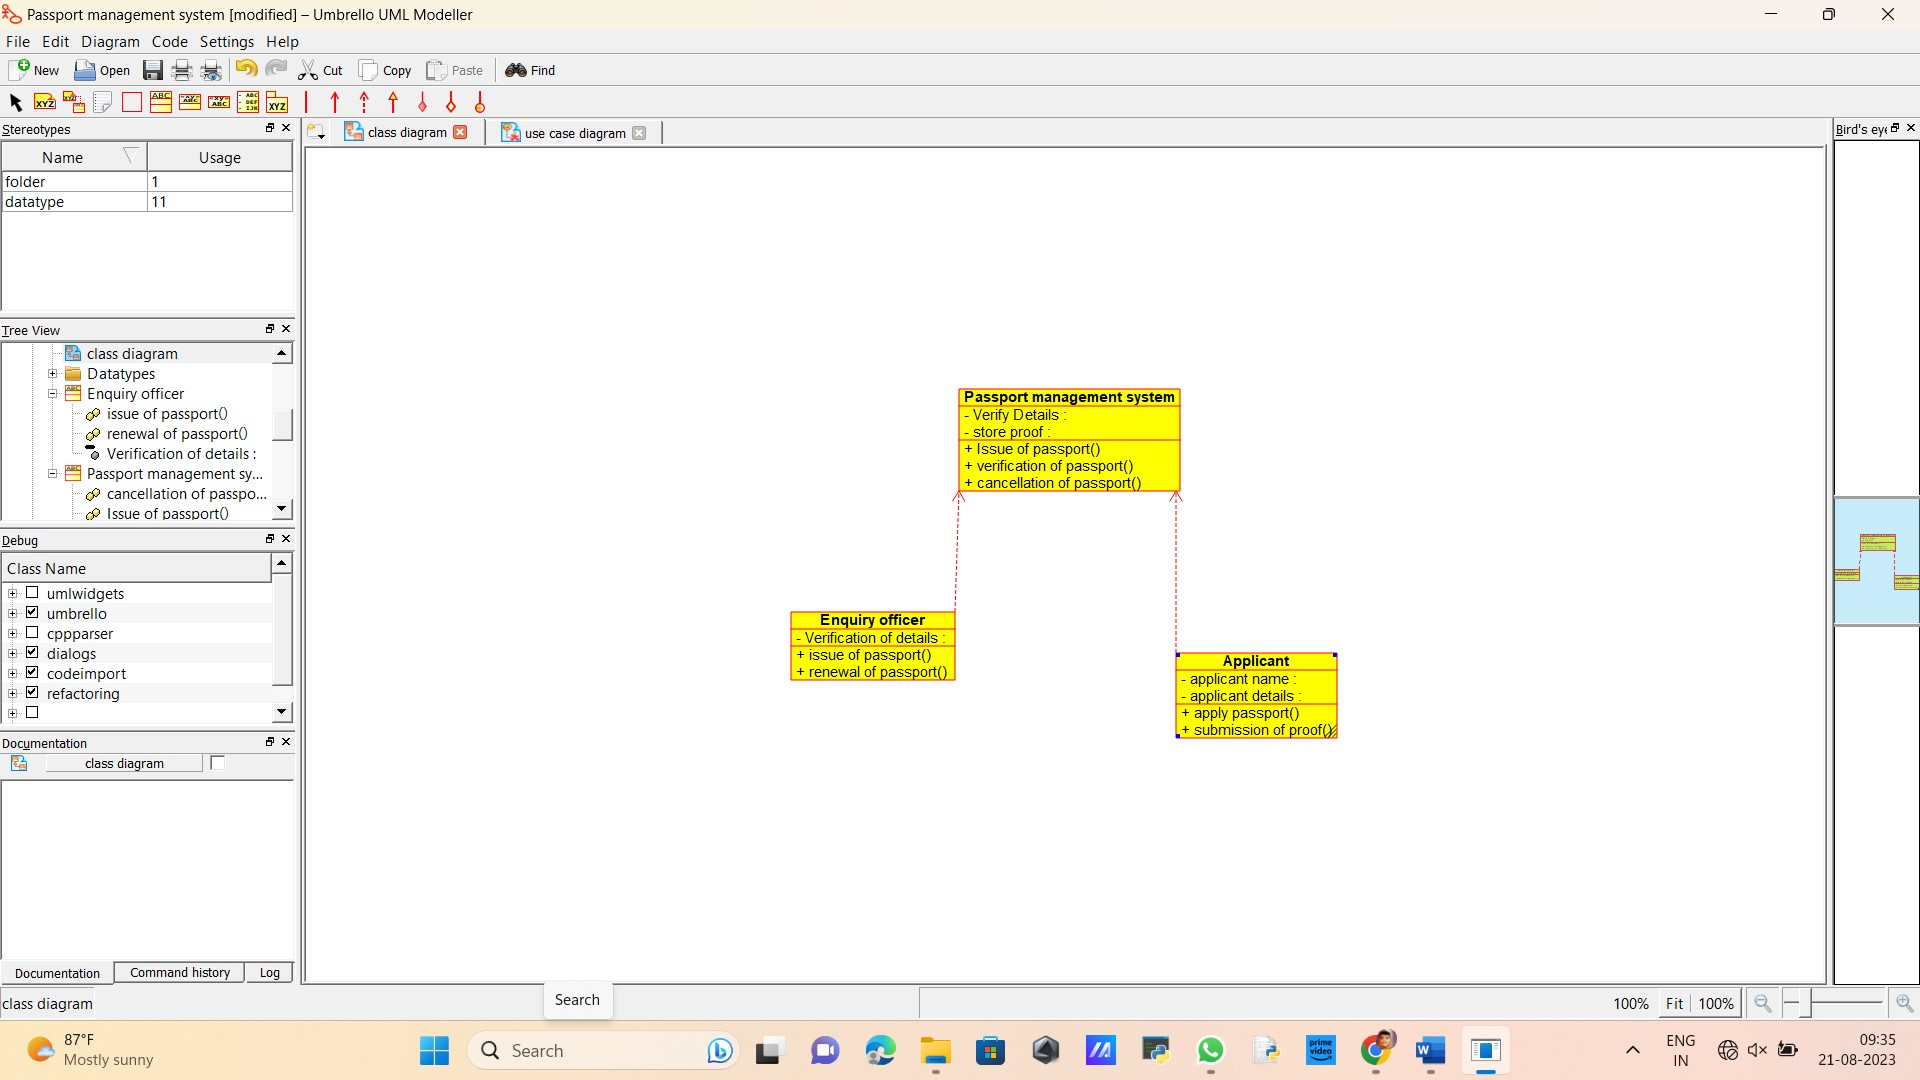 Passport management system [modified] – Umbrello UML Modeller
File Edit Diagram Code Settings Help
New Open Cut Copy Paste Find
Stereotypes
Name Usage
folder 1
datatype 11
Tree View
class diagram
Datatypes
Enquiry officer
issue of passport()
renewal of passport()
Verification of details :
Passport management sy...
cancellation of passpo...
Issue of passport()
Debug
Class Name
umlwidgets
umbrello
cppparser
dialogs
codeimport
refactoring
Documentation
class diagram
Documentation Command history Log
class diagram
class diagram use case diagram
Passport management system
- Verify Details :
- store proof :
+ Issue of passport()
+ verification of passport()
+ cancellation of passport()
Enquiry officer
- Verification of details :
+ issue of passport()
+ renewal of passport()
Applicant
- applicant name :
- applicant details :
+ apply passport()
+ submission of proof()
Bird's eye
Search
100% Fit 100%
87°F
Mostly sunny
Search
prime
video
ENG
IN
09:35
21-08-2023